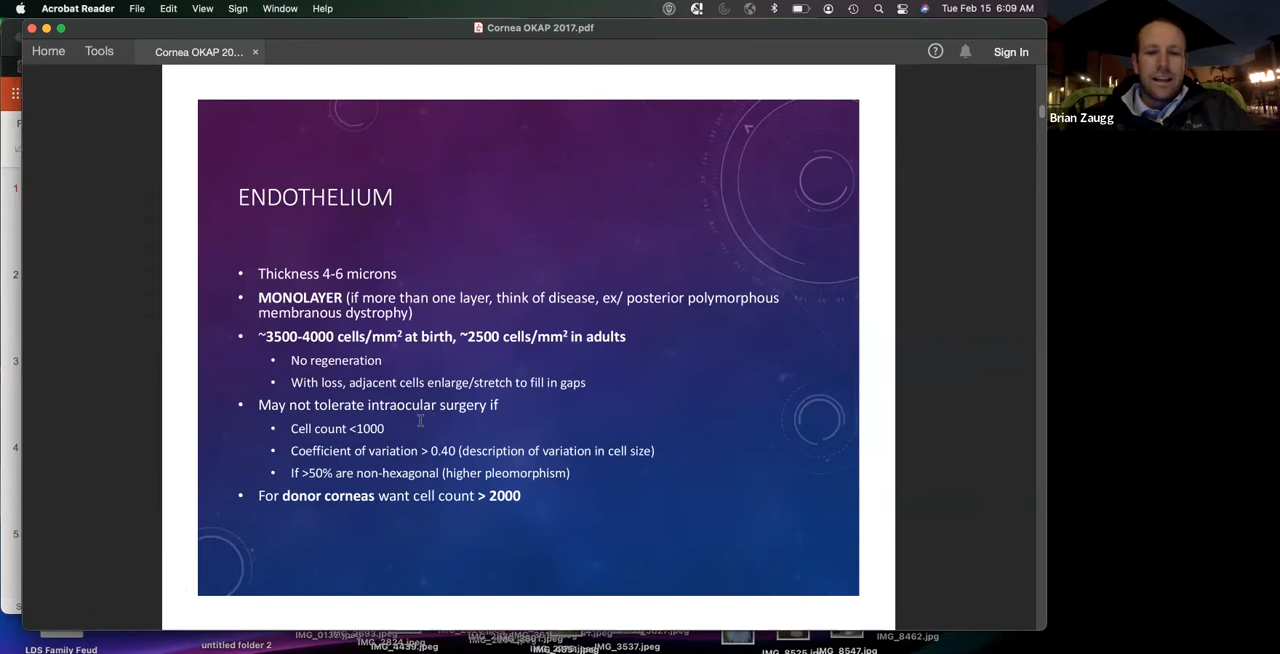 Acrobat Reader File Edit View Sign Window Help Tue Feb 15 6:09 AM
Cornea OKAP 2017.pdf
Home Tools Cornea OKAP 20... × Sign In
Brian Zaugg
ENDOTHELIUM
• Thickness 4-6 microns
• MONOLAYER (if more than one layer, think of disease, ex/ posterior polymorphous
membranous dystrophy)
• ~3500-4000 cells/mm² at birth, ~2500 cells/mm² in adults
• No regeneration
• With loss, adjacent cells enlarge/stretch to fill in gaps
• May not tolerate intraocular surgery if
• Cell count <1000
• Coefficient of variation > 0.40 (description of variation in cell size)
• If >50% are non-hexagonal (higher pleomorphism)
• For donor corneas want cell count > 2000
1
2
3
4
5
LDS Family Feud
untitled folder 2
IMG_4439.jpeg
IMG_3537.jpeg
IMG_8462.jpg
IMG_8547.jpg